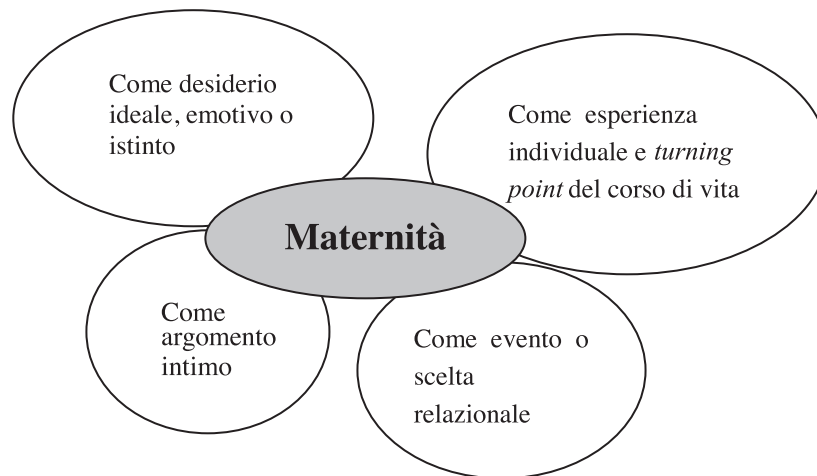 Come desiderio
ideale, emotivo o
istinto
Come esperienza
individuale e turning
point del corso di vita
Maternità
Come
argomento
intimo
Come evento o
scelta
relazionale